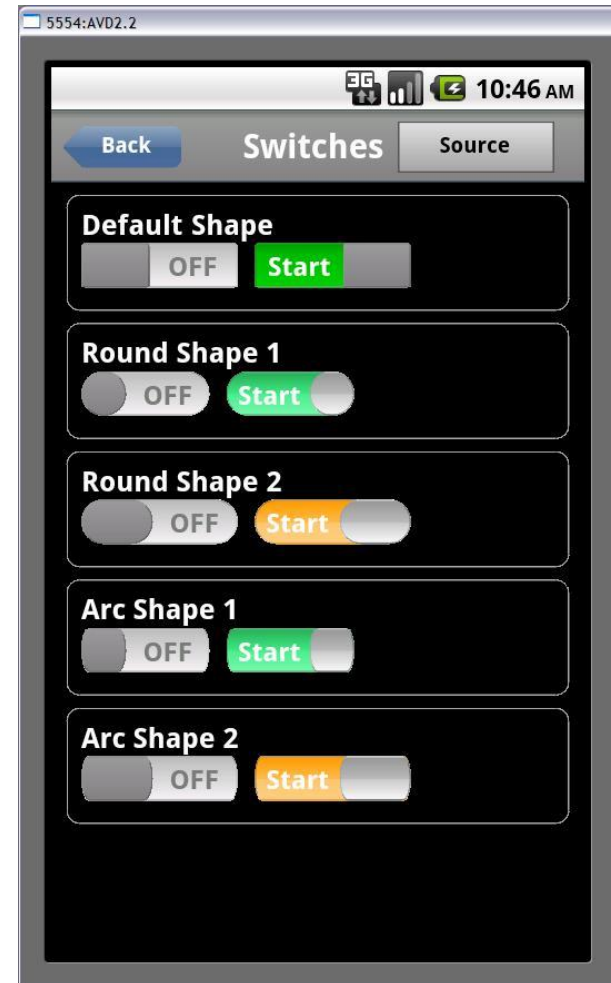 5554:AVD2.2
3G 10:46 AM
Back Switches Source
Default Shape
OFF Start
Round Shape 1
OFF Start
Round Shape 2
OFF Start
Arc Shape 1
OFF Start
Arc Shape 2
OFF Start